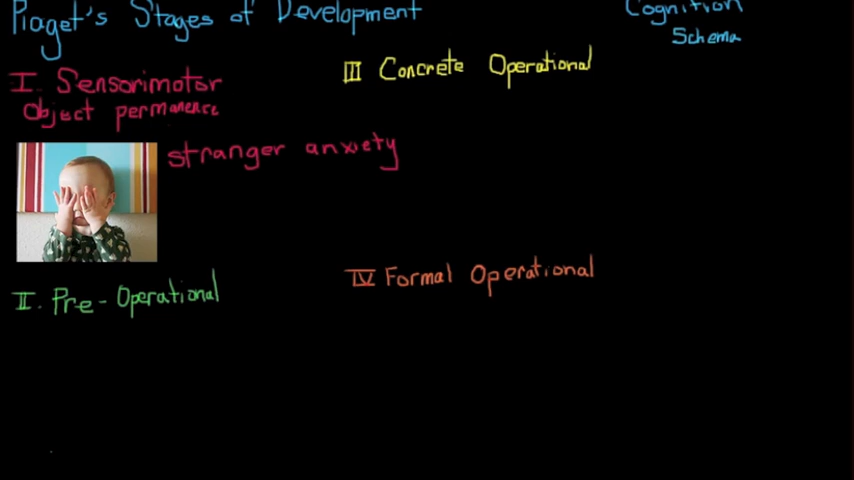 Piaget's Stages of Development
Cognition
Schema
I. Sensorimotor
Object permanence
stranger anxiety
II. Pre-Operational
III Concrete Operational
IV Formal Operational